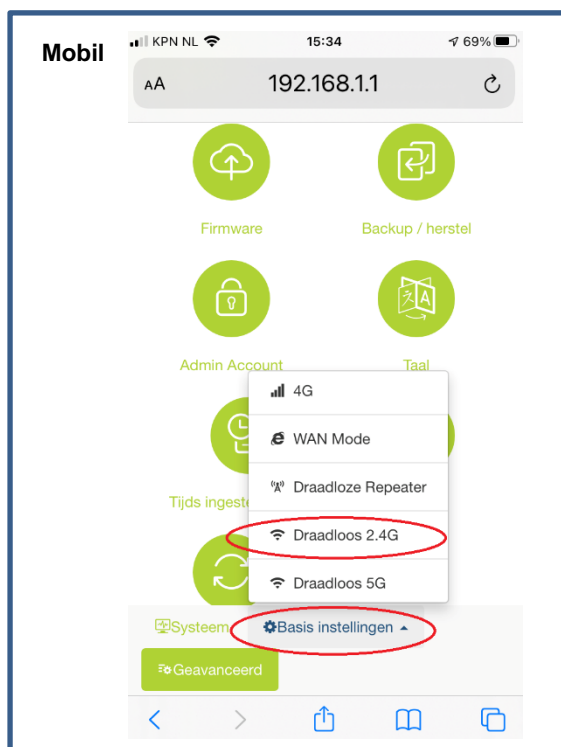 Mobil
KPN NL 15:34 69%
AA 192.168.1.1
Firmware Backup / herstel
Admin Account Taal
4G
WAN Mode
Draadloze Repeater
Tijds ingeste
Draadloos 2.4G
Draadloos 5G
Systeem Basis instellingen
Geavanceerd